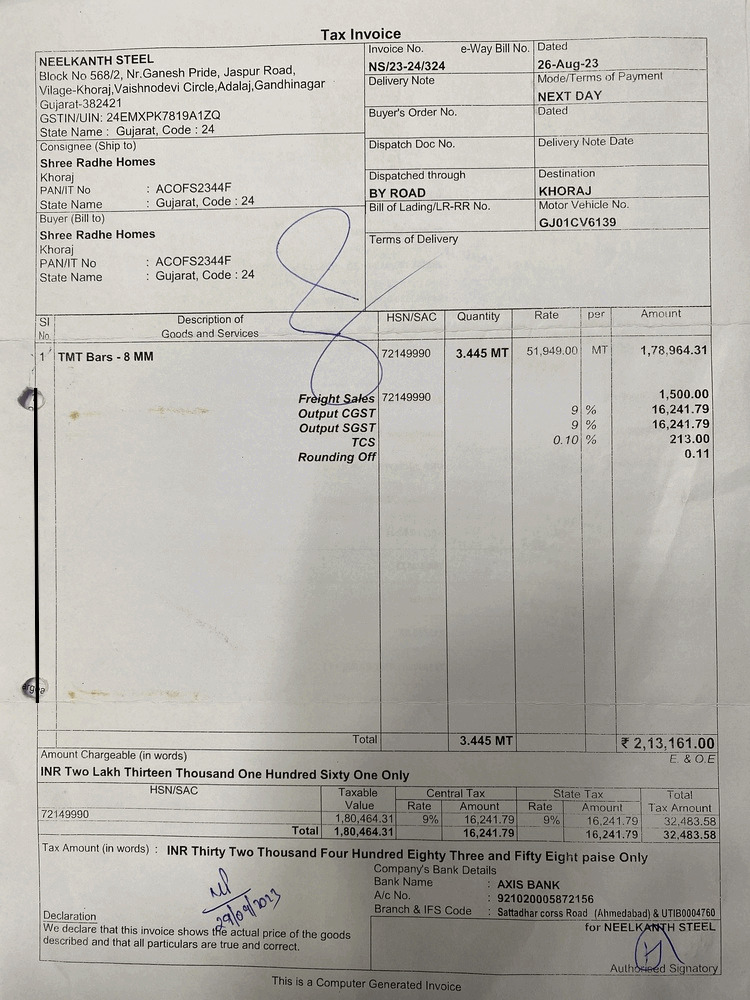 Tax Invoice
NEELKANTH STEEL
Block No 568/2, Nr.Ganesh Pride, Jaspur Road,
Vilage-Khoraj,Vaishnodevi Circle,Adalaj,Gandhinagar
Gujarat-382421
GSTIN/UIN: 24EMXPK7819A1ZQ
State Name : Gujarat, Code : 24
Invoice No. e-Way Bill No. Dated
NS/23-24/324 26-Aug-23
Delivery Note Mode/Terms of Payment
NEXT DAY
Buyer's Order No. Dated
Dispatch Doc No. Delivery Note Date
Dispatched through Destination
BY ROAD KHORAJ
Bill of Lading/LR-RR No. Motor Vehicle No.
GJ01CV6139
Terms of Delivery
Consignee (Ship to)
Shree Radhe Homes
Khoraj
PAN/IT No : ACOFS2344F
State Name : Gujarat, Code : 24
Buyer (Bill to)
Shree Radhe Homes
Khoraj
PAN/IT No : ACOFS2344F
State Name : Gujarat, Code : 24
8
Sl No. Description of Goods and Services HSN/SAC Quantity Rate per Amount
1 TMT Bars - 8 MM 72149990 3.445 MT 51,949.00 MT 1,78,964.31
Freight Sales 72149990 1,500.00
Output CGST 9 % 16,241.79
Output SGST 9 % 16,241.79
TCS 0.10 % 213.00
Rounding Off 0.11
Total 3.445 MT ₹ 2,13,161.00
Amount Chargeable (in words) E. & O.E
INR Two Lakh Thirteen Thousand One Hundred Sixty One Only
HSN/SAC Taxable Value Central Tax State Tax Total Tax Amount
Rate Amount Rate Amount
72149990 1,80,464.31 9% 16,241.79 9% 16,241.79 32,483.58
Total 1,80,464.31 16,241.79 16,241.79 32,483.58
Tax Amount (in words) : INR Thirty Two Thousand Four Hundred Eighty Three and Fifty Eight paise Only
Company's Bank Details
Bank Name : AXIS BANK
A/c No. : 921020005872156
Branch & IFS Code : Sattadhar corss Road (Ahmedabad) & UTIB0004760
29/09/2023
Declaration
We declare that this invoice shows the actual price of the goods
described and that all particulars are true and correct.
for NEELKANTH STEEL
Authorised Signatory
This is a Computer Generated Invoice